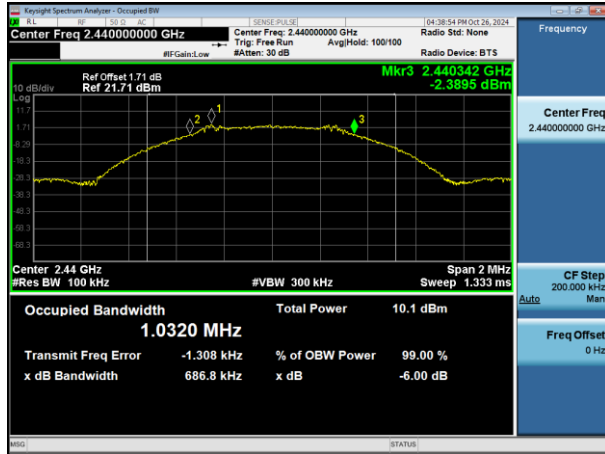 Keysight Spectrum Analyzer - Occupied BW
RL RF 50 Ω AC SENSE:PULSE 04:38:54 PM Oct 26, 2024
Center Freq 2.440000000 GHz Center Freq: 2.440000000 GHz Radio Std: None Frequency
Trig: Free Run Avg|Hold: 100/100
#IFGain:Low #Atten: 30 dB Radio Device: BTS
Ref Offset 1.71 dB Mkr3 2.440342 GHz
10 dB/div Ref 21.71 dBm -2.3895 dBm
Log
11.7
1.71
-8.29
-18.3
-28.3
-38.3
-48.3
-58.3
-68.3
1
2
3
Center Freq
2.440000000 GHz
Center 2.44 GHz Span 2 MHz
#Res BW 100 kHz #VBW 300 kHz Sweep 1.333 ms
CF Step
200.000 kHz
Auto Man
Occupied Bandwidth Total Power 10.1 dBm
1.0320 MHz
Freq Offset
0 Hz
Transmit Freq Error -1.308 kHz % of OBW Power 99.00 %
x dB Bandwidth 686.8 kHz x dB -6.00 dB
MSG STATUS